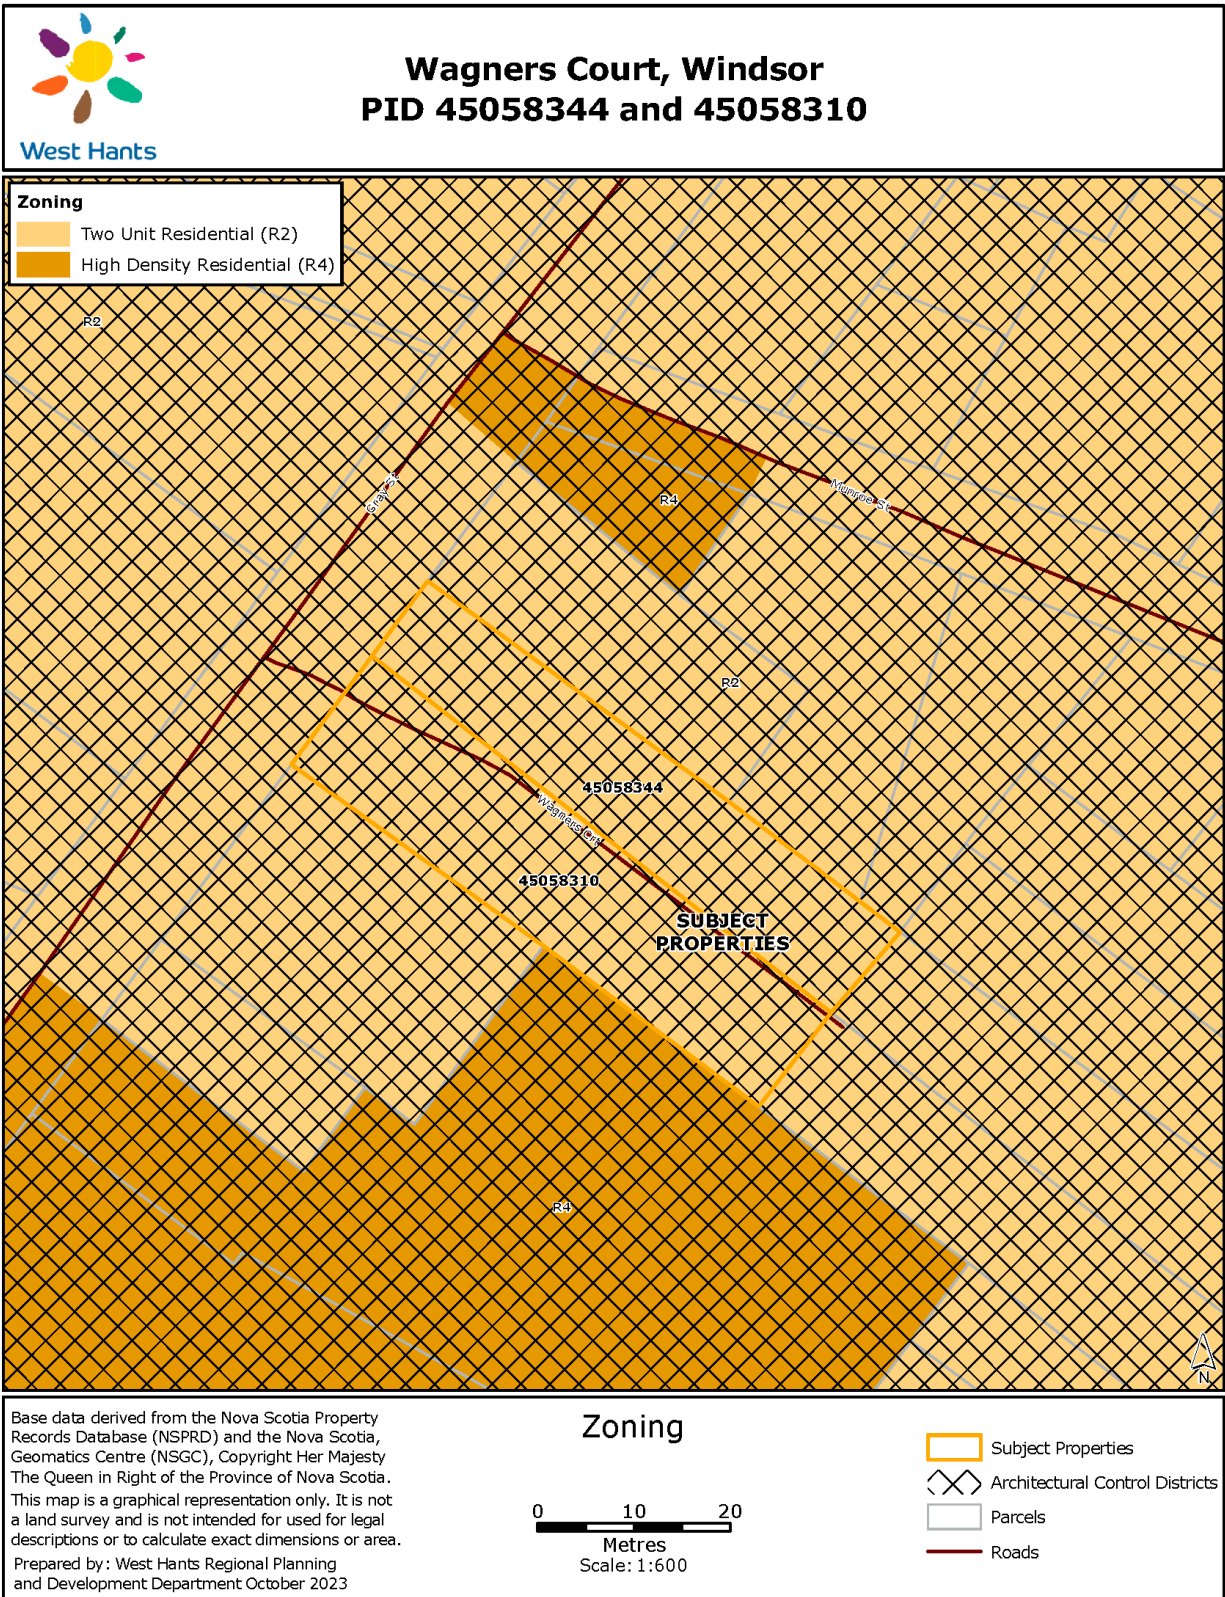 West Hants
Wagners Court, Windsor
PID 45058344 and 45058310
Zoning
Two Unit Residential (R2)
High Density Residential (R4)
R2
Gray St
R4
Munroe St
R2
45058344
Wagners Crt
45058310
SUBJECT
PROPERTIES
R4
N
Base data derived from the Nova Scotia Property
Records Database (NSPRD) and the Nova Scotia,
Geomatics Centre (NSGC), Copyright Her Majesty
The Queen in Right of the Province of Nova Scotia.
This map is a graphical representation only. It is not
a land survey and is not intended for used for legal
descriptions or to calculate exact dimensions or area.
Prepared by: West Hants Regional Planning
and Development Department October 2023
Zoning
0 10 20
Metres
Scale: 1:600
Subject Properties
Architectural Control Districts
Parcels
Roads